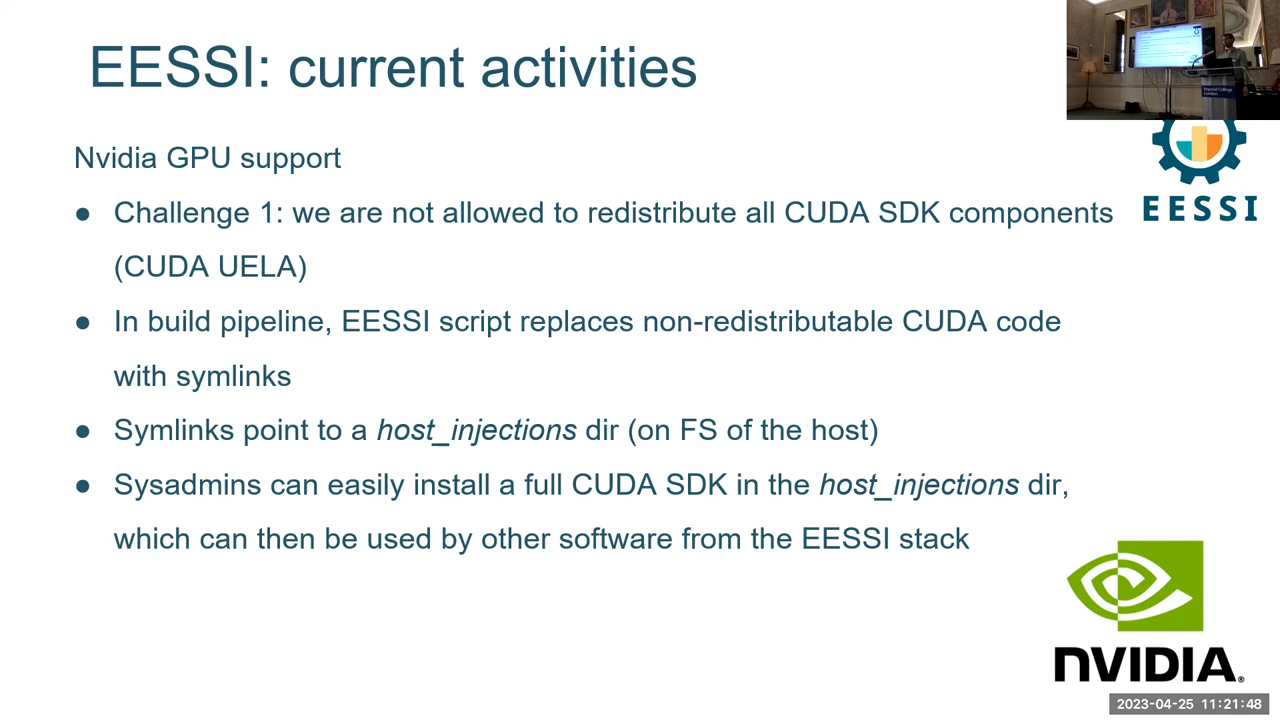 EESSI: current activities
Nvidia GPU support
● Challenge 1: we are not allowed to redistribute all CUDA SDK components
(CUDA UELA)
● In build pipeline, EESSI script replaces non-redistributable CUDA code
with symlinks
● Symlinks point to a host_injections dir (on FS of the host)
● Sysadmins can easily install a full CUDA SDK in the host_injections dir,
which can then be used by other software from the EESSI stack
EESSI
Imperial College
London
NVIDIA.
2023-04-25 11:21:48